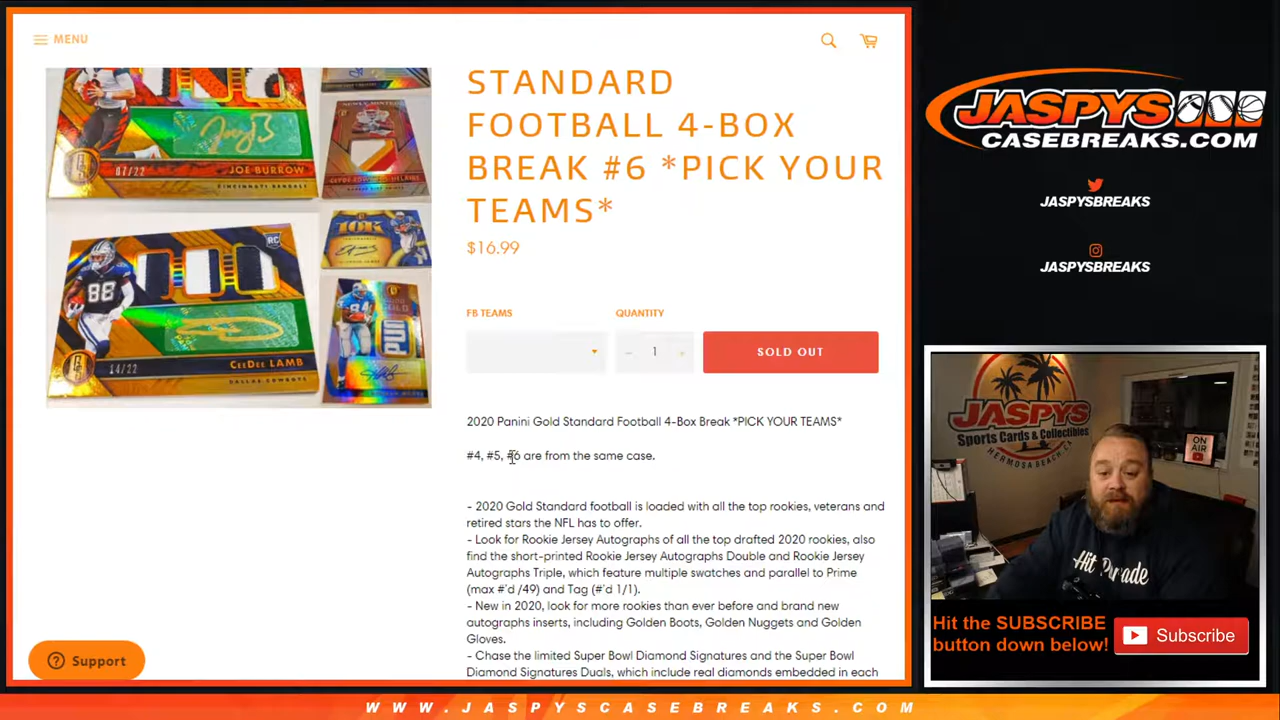 MENU
STANDARD
FOOTBALL 4-BOX
BREAK #6 *PICK YOUR
TEAMS*
$16.99
FB TEAMS
QUANTITY
1
SOLD OUT
2020 Panini Gold Standard Football 4-Box Break *PICK YOUR TEAMS*
#4, #5, #6 are from the same case.
- 2020 Gold Standard football is loaded with all the top rookies, veterans and
retired stars the NFL has to offer.
- Look for Rookie Jersey Autographs of all the top drafted 2020 rookies, also
find the short-printed Rookie Jersey Autographs Double and Rookie Jersey
Autographs Triple, which feature multiple swatches and parallel to Prime
(max #'d /49) and Tag (#'d 1/1).
- New in 2020, look for more rookies than ever before and brand new
autographs inserts, including Golden Boots, Golden Nuggets and Golden
Gloves.
- Chase the limited Super Bowl Diamond Signatures and the Super Bowl
Diamond Signatures Duals, which include real diamonds embedded in each
Support
07/22
JOE BURROW
CINCINNATI BENGALS
10K
RC
88
14/22
CEEDEE LAMB
DALLAS COWBOYS
84
JASPYS
CASEBREAKS.COM
JASPYSBREAKS
JASPYSBREAKS
JASPYS
Sports Cards & Collectibles
HERMOSA BEACH
ON
AIR
Hit Parade
Hit the SUBSCRIBE
button down below!
Subscribe
WWW.JASPYSCASEBREAKS.COM